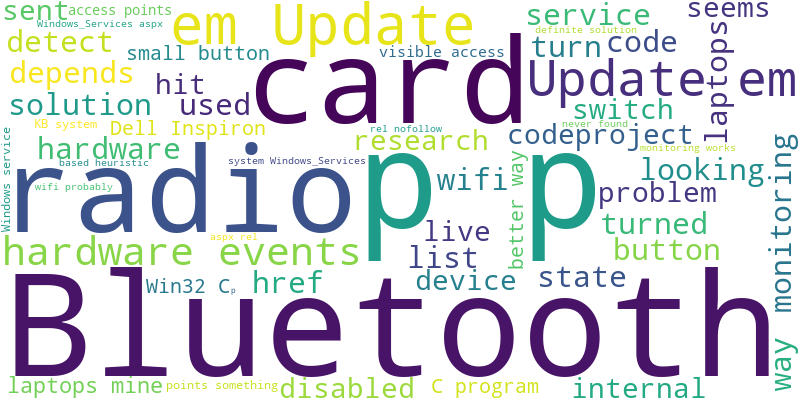 sent
access points
Windows_Services aspx
em Update
service
seems
definite solution
detect
small button
card
visible access
turn
code
laptops
depends
hit
Update em
solution
used
switch
KB system
Dell Inspiron
rel nofollow
never found
research
codeproject
monitoring works
hardware
radio
p p
Windows service
based heuristic
system Windows_Services
wifi
better way
looking
wifi probably
problem
monitoring
live
turned
aspx rel
hardware events
list
button
Bluetooth
Win32 C
p
href
device
state
way
laptops mine
points something
disabled
C program
internal